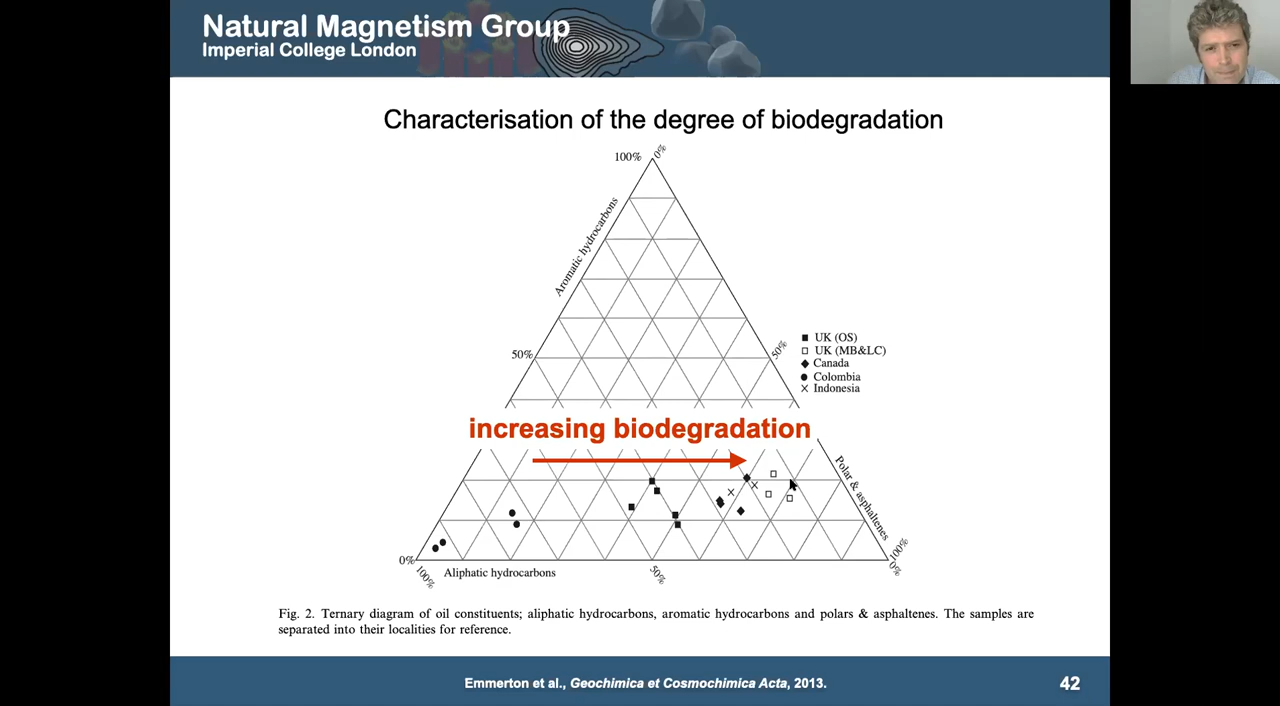 Natural Magnetism Group
Imperial College London
Characterisation of the degree of biodegradation
100%
0%
Aromatic hydrocarbons
50%
50%
UK (OS)
UK (MB&LC)
Canada
Colombia
Indonesia
increasing biodegradation
Polar & asphaltenes
0%
100%
Aliphatic hydrocarbons
50%
100%
0%
Fig. 2. Ternary diagram of oil constituents; aliphatic hydrocarbons, aromatic hydrocarbons and polars & asphaltenes. The samples are
separated into their localities for reference.
Emmerton et al., Geochimica et Cosmochimica Acta, 2013.
42